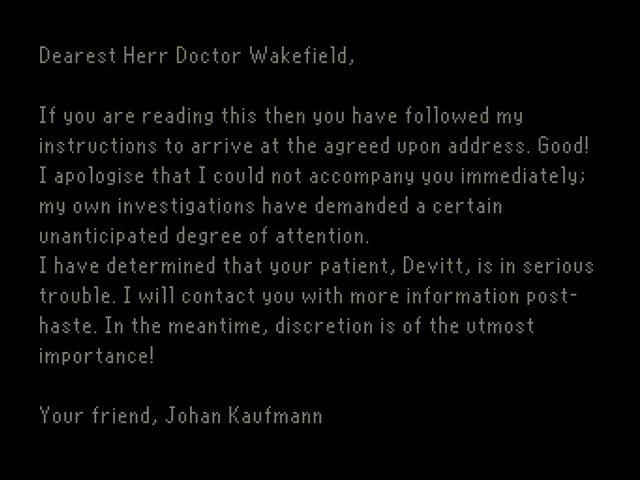 Dearest Herr Doctor Wakefield,
If you are reading this then you have followed my
instructions to arrive at the agreed upon address. Good!
I apologise that I could not accompany you immediately;
my own investigations have demanded a certain
unanticipated degree of attention.
I have determined that your patient, Devitt, is in serious
trouble. I will contact you with more information post-
haste. In the meantime, discretion is of the utmost
importance!
Your friend, Johan Kaufmann